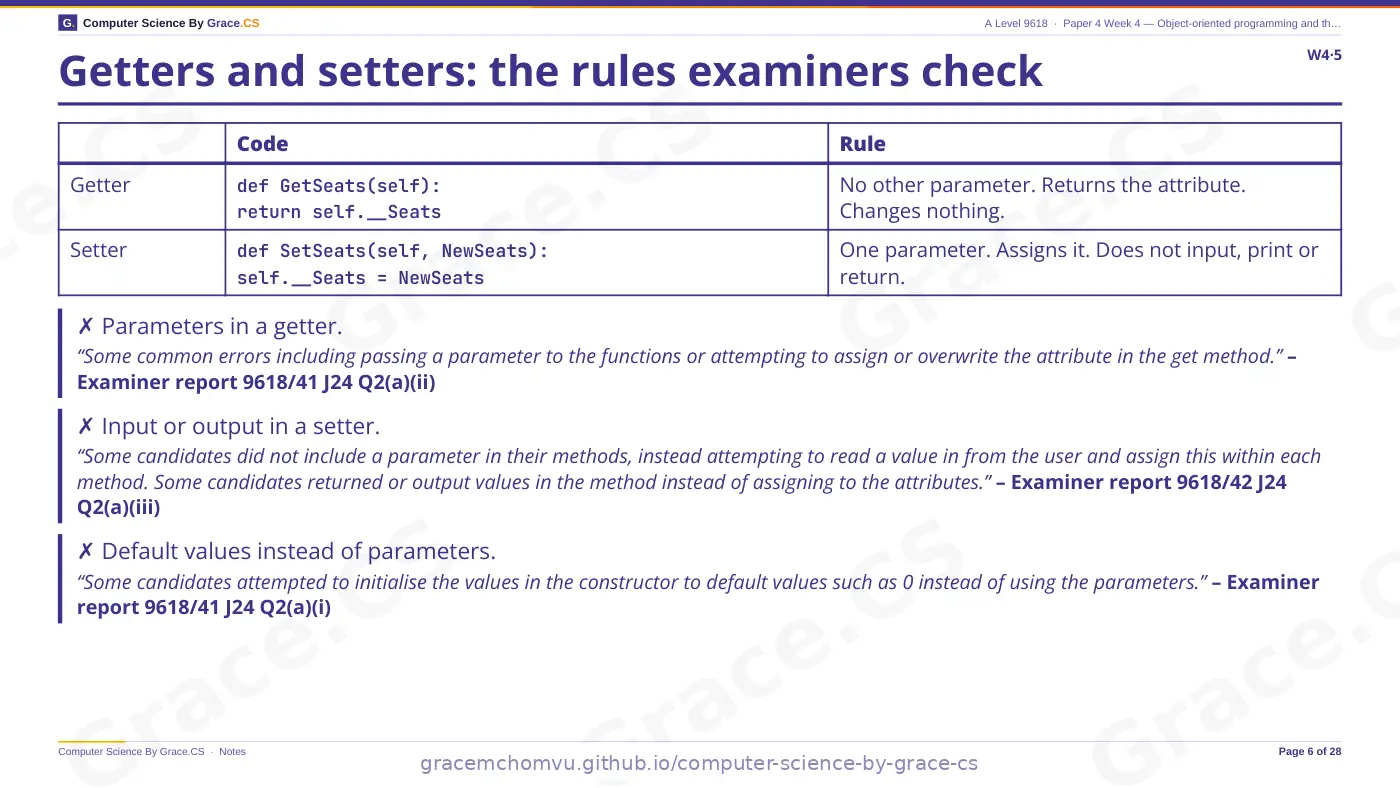 G. Computer Science By Grace.CS
A Level 9618 · Paper 4 Week 4 — Object-oriented programming and th…
W4·5
Getters and setters: the rules examiners check
Code Rule
Getter
def GetSeats(self):
return self.__Seats
No other parameter. Returns the attribute.
Changes nothing.
Setter
def SetSeats(self, NewSeats):
self.__Seats = NewSeats
One parameter. Assigns it. Does not input, print or
return.
✗ Parameters in a getter.
“Some common errors including passing a parameter to the functions or attempting to assign or overwrite the attribute in the get method.” –
Examiner report 9618/41 J24 Q2(a)(ii)
✗ Input or output in a setter.
“Some candidates did not include a parameter in their methods, instead attempting to read a value in from the user and assign this within each
method. Some candidates returned or output values in the method instead of assigning to the attributes.” – Examiner report 9618/42 J24
Q2(a)(iii)
✗ Default values instead of parameters.
“Some candidates attempted to initialise the values in the constructor to default values such as 0 instead of using the parameters.” – Examiner
report 9618/41 J24 Q2(a)(i)
Computer Science By Grace.CS · Notes
Page 6 of 28
gracemchomvu.github.io/computer-science-by-grace-cs
Grace.CS